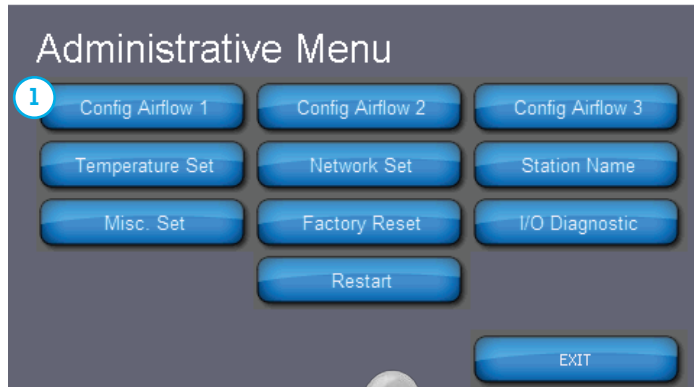 Administrative Menu
1
Config Airflow 1 Config Airflow 2 Config Airflow 3
Temperature Set Network Set Station Name
Misc. Set Factory Reset I/O Diagnostic
Restart
EXIT